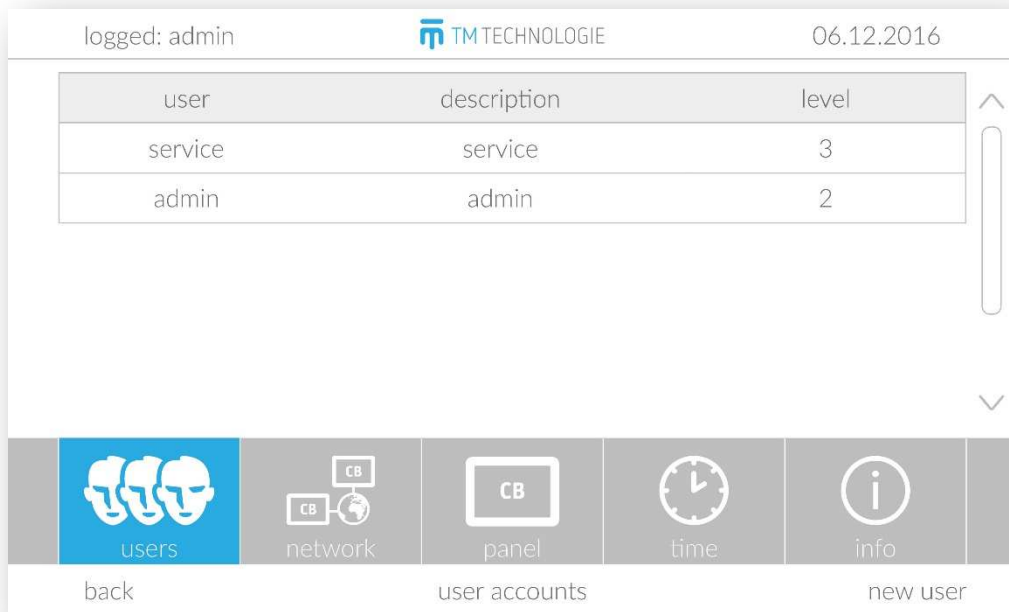 logged: admin TM TECHNOLOGIE 06.12.2016
user description level
service service 3
admin admin 2
CB
CB
CB
users network panel time info
back user accounts new user